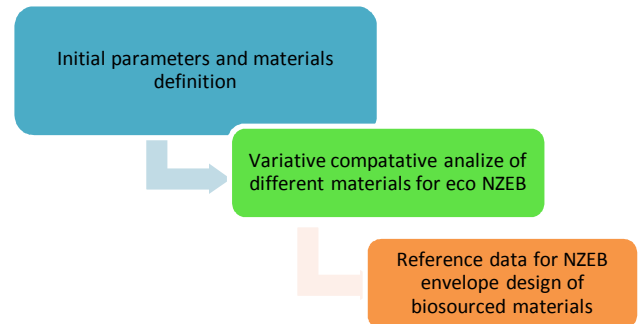 Initial parameters and materials
definition
Variative compatative analize of
different materials for eco NZEB
Reference data for NZEB
envelope design of
biosourced materials